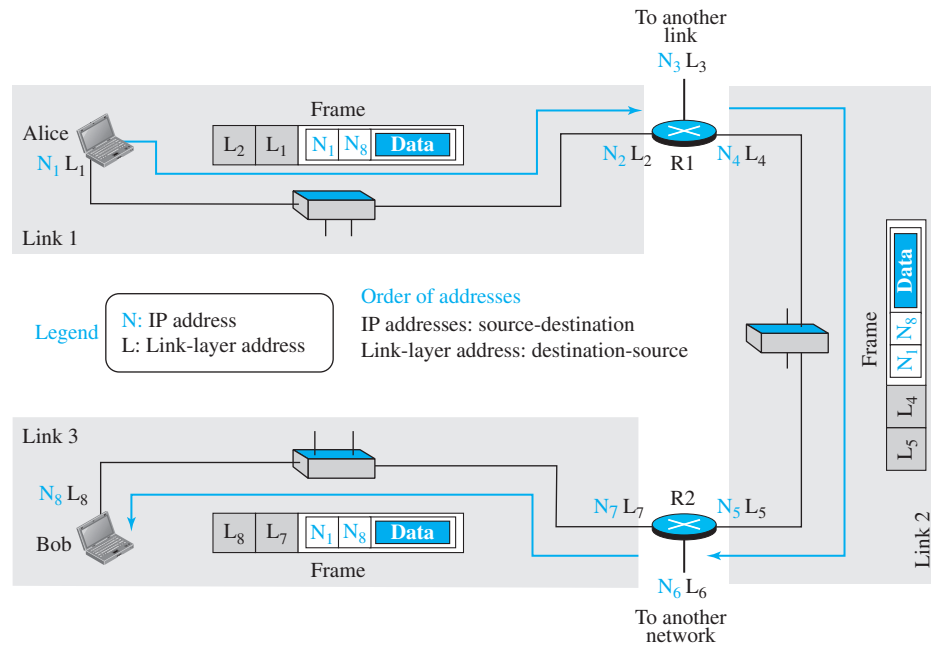 To another
link
N3 L3
Frame
Alice
L2 L1 N1 N8 Data
N1 L1
N2 L2
R1
N4 L4
Link 1
Legend
N: IP address
L: Link-layer address
Order of addresses
IP addresses: source-destination
Link-layer address: destination-source
Frame
L5 L4 N1 N8 Data
Link 2
Link 3
N8 L8
Bob
L8 L7 N1 N8 Data
Frame
N7 L7
R2
N5 L5
N6 L6
To another
network